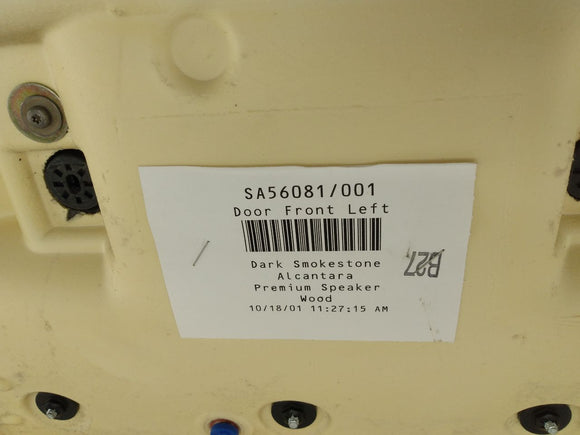 SA56081/001
Door Front Left
Dark Smokestone
Alcantara
Premium Speaker
Wood
10/18/01 11:27:15 AM
B27